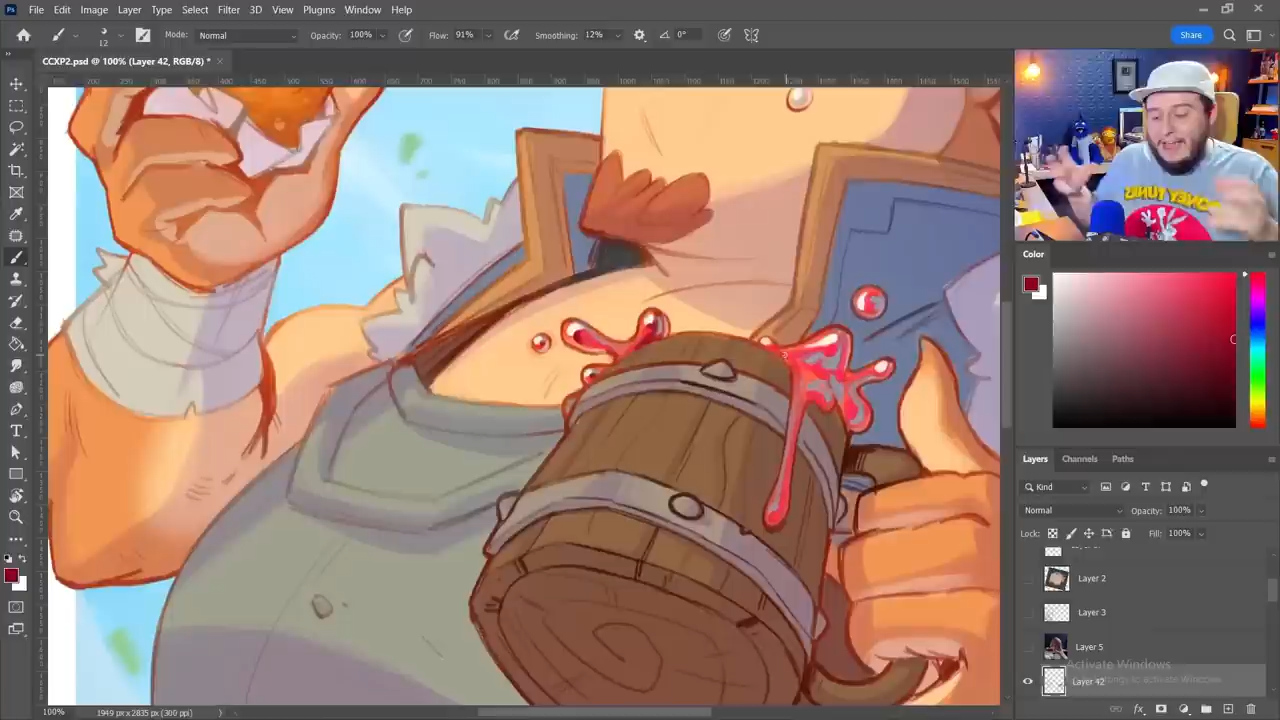 File Edit Image Layer Type Select Filter 3D View Plugins Window Help
12 Mode: Normal Opacity: 100% Flow: 91% Smoothing: 12% 0° Share
CCXP2.psd @ 100% (Layer 42, RGB/8) *
Color
Layers Channels Paths
Kind
Normal Opacity: 100%
Lock: Fill: 100%
Layer 2
Layer 3
Layer 5
Activate Windows
Layer 42
100% 1949 px x 2835 px (300 ppi)